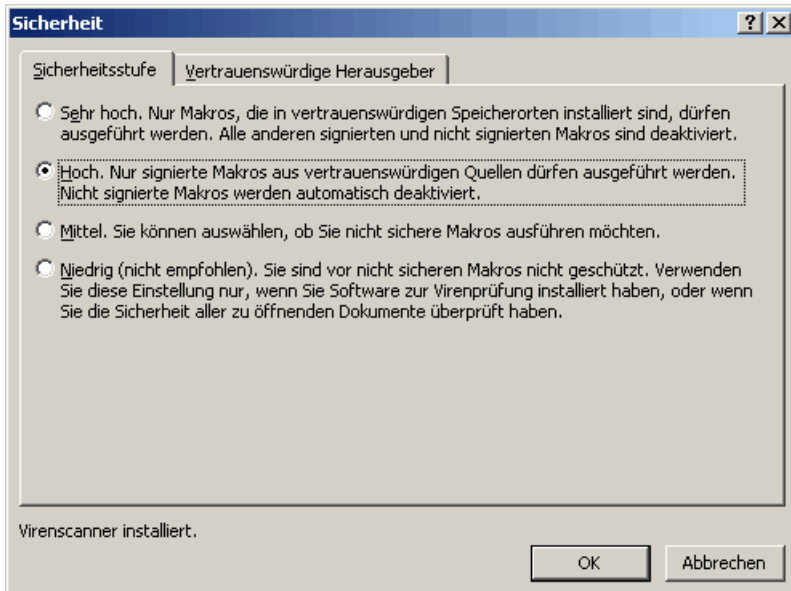 Sicherheit
Sicherheitsstufe
Vertrauenswürdige Herausgeber
Sehr hoch. Nur Makros, die in vertrauenswürdigen Speicherorten installiert sind, dürfen
ausgeführt werden. Alle anderen signierten und nicht signierten Makros sind deaktiviert.
Hoch. Nur signierte Makros aus vertrauenswürdigen Quellen dürfen ausgeführt werden.
Nicht signierte Makros werden automatisch deaktiviert.
Mittel. Sie können auswählen, ob Sie nicht sichere Makros ausführen möchten.
Niedrig (nicht empfohlen). Sie sind vor nicht sicheren Makros nicht geschützt. Verwenden
Sie diese Einstellung nur, wenn Sie Software zur Virenprüfung installiert haben, oder wenn
Sie die Sicherheit aller zu öffnenden Dokumente überprüft haben.
Virenscanner installiert.
OK
Abbrechen